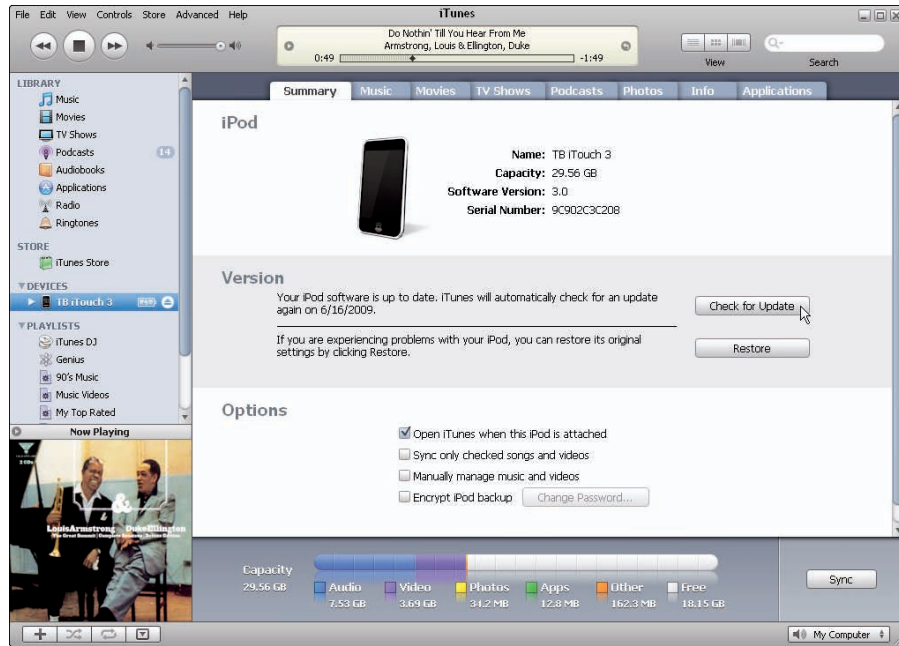 File Edit View Controls Store Advanced Help
iTunes
Do Nothin' Till You Hear From Me
Armstrong, Louis & Ellington, Duke
0:49
-1:49
View
Search
LIBRARY
Music
Movies
TV Shows
Podcasts 14
Audiobooks
Applications
Radio
Ringtones
STORE
iTunes Store
DEVICES
TB iTouch 3
PLAYLISTS
iTunes DJ
Genius
90's Music
Music Videos
My Top Rated
Now Playing
&
Louis Armstrong Duke Ellington
Summary Music Movies TV Shows Podcasts Photos Info Applications
iPod
Name: TB iTouch 3
Capacity: 29.56 GB
Software Version: 3.0
Serial Number: 9C902C3C208
Version
Your iPod software is up to date. iTunes will automatically check for an update
again on 6/16/2009.
Check for Update
If you are experiencing problems with your iPod, you can restore its original
settings by clicking Restore.
Restore
Options
Open iTunes when this iPod is attached
Sync only checked songs and videos
Manually manage music and videos
Encrypt iPod backup Change Password...
Capacity
29.56 GB
Audio Video Photos Apps Other Free
7.53 GB 3.69 GB 34.2 MB 12.8 MB 162.3 MB 18.15 GB
Sync
My Computer